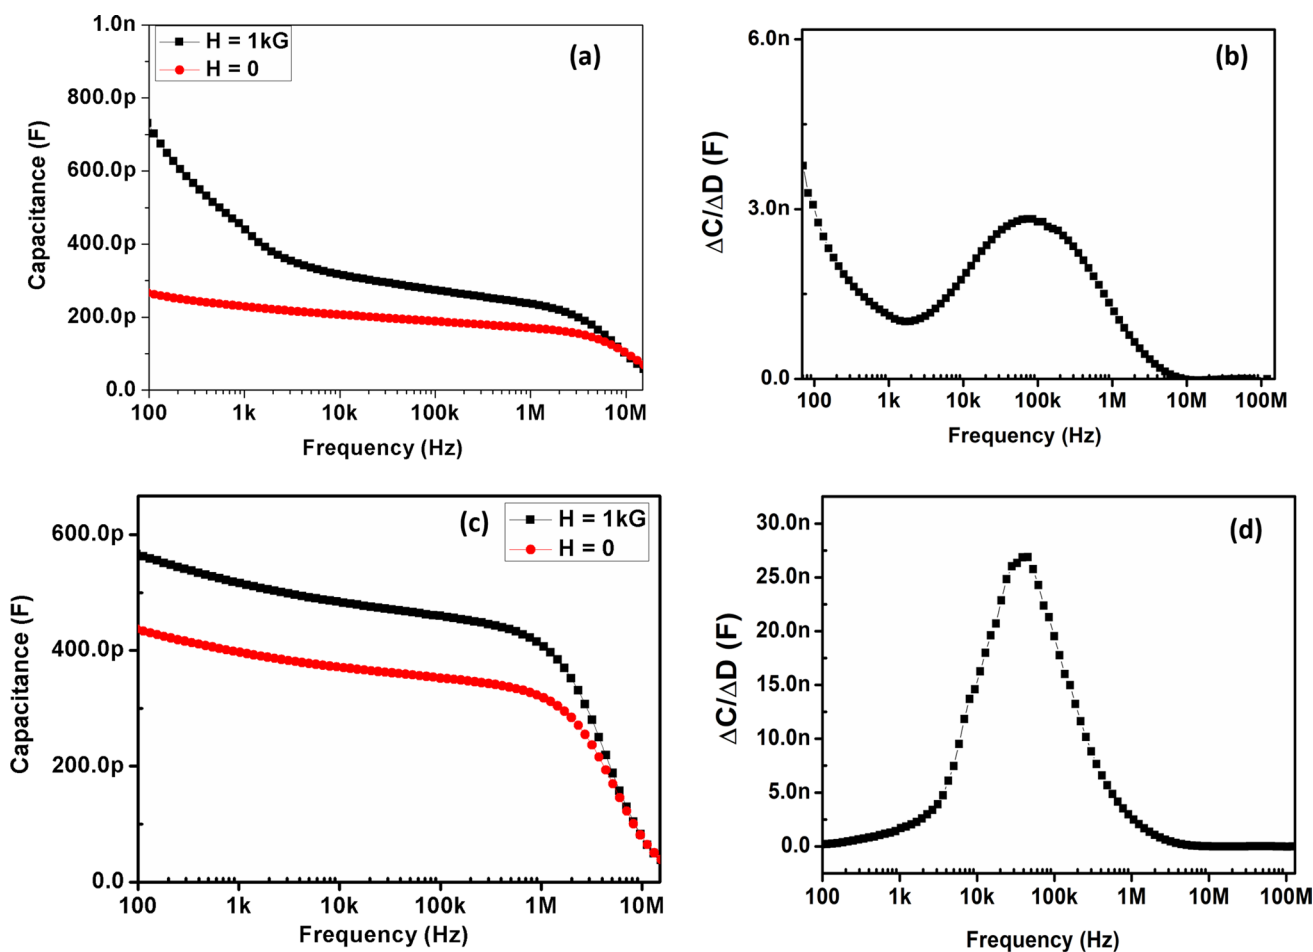 1.0n
H = 1kG
H = 0
(a)
800.0p
600.0p
400.0p
200.0p
0.0
Capacitance (F)
100 1k 10k 100k 1M 10M
Frequency (Hz)
6.0n
(b)
3.0n
0.0
ΔC/ΔD (F)
100 1k 10k 100k 1M 10M 100M
Frequency (Hz)
(c)
H = 1kG
H = 0
600.0p
400.0p
200.0p
0.0
Capacitance (F)
100 1k 10k 100k 1M 10M
Frequency (Hz)
30.0n
(d)
25.0n
20.0n
15.0n
10.0n
5.0n
0.0
ΔC/ΔD (F)
100 1k 10k 100k 1M 10M 100M
Frequency (Hz)